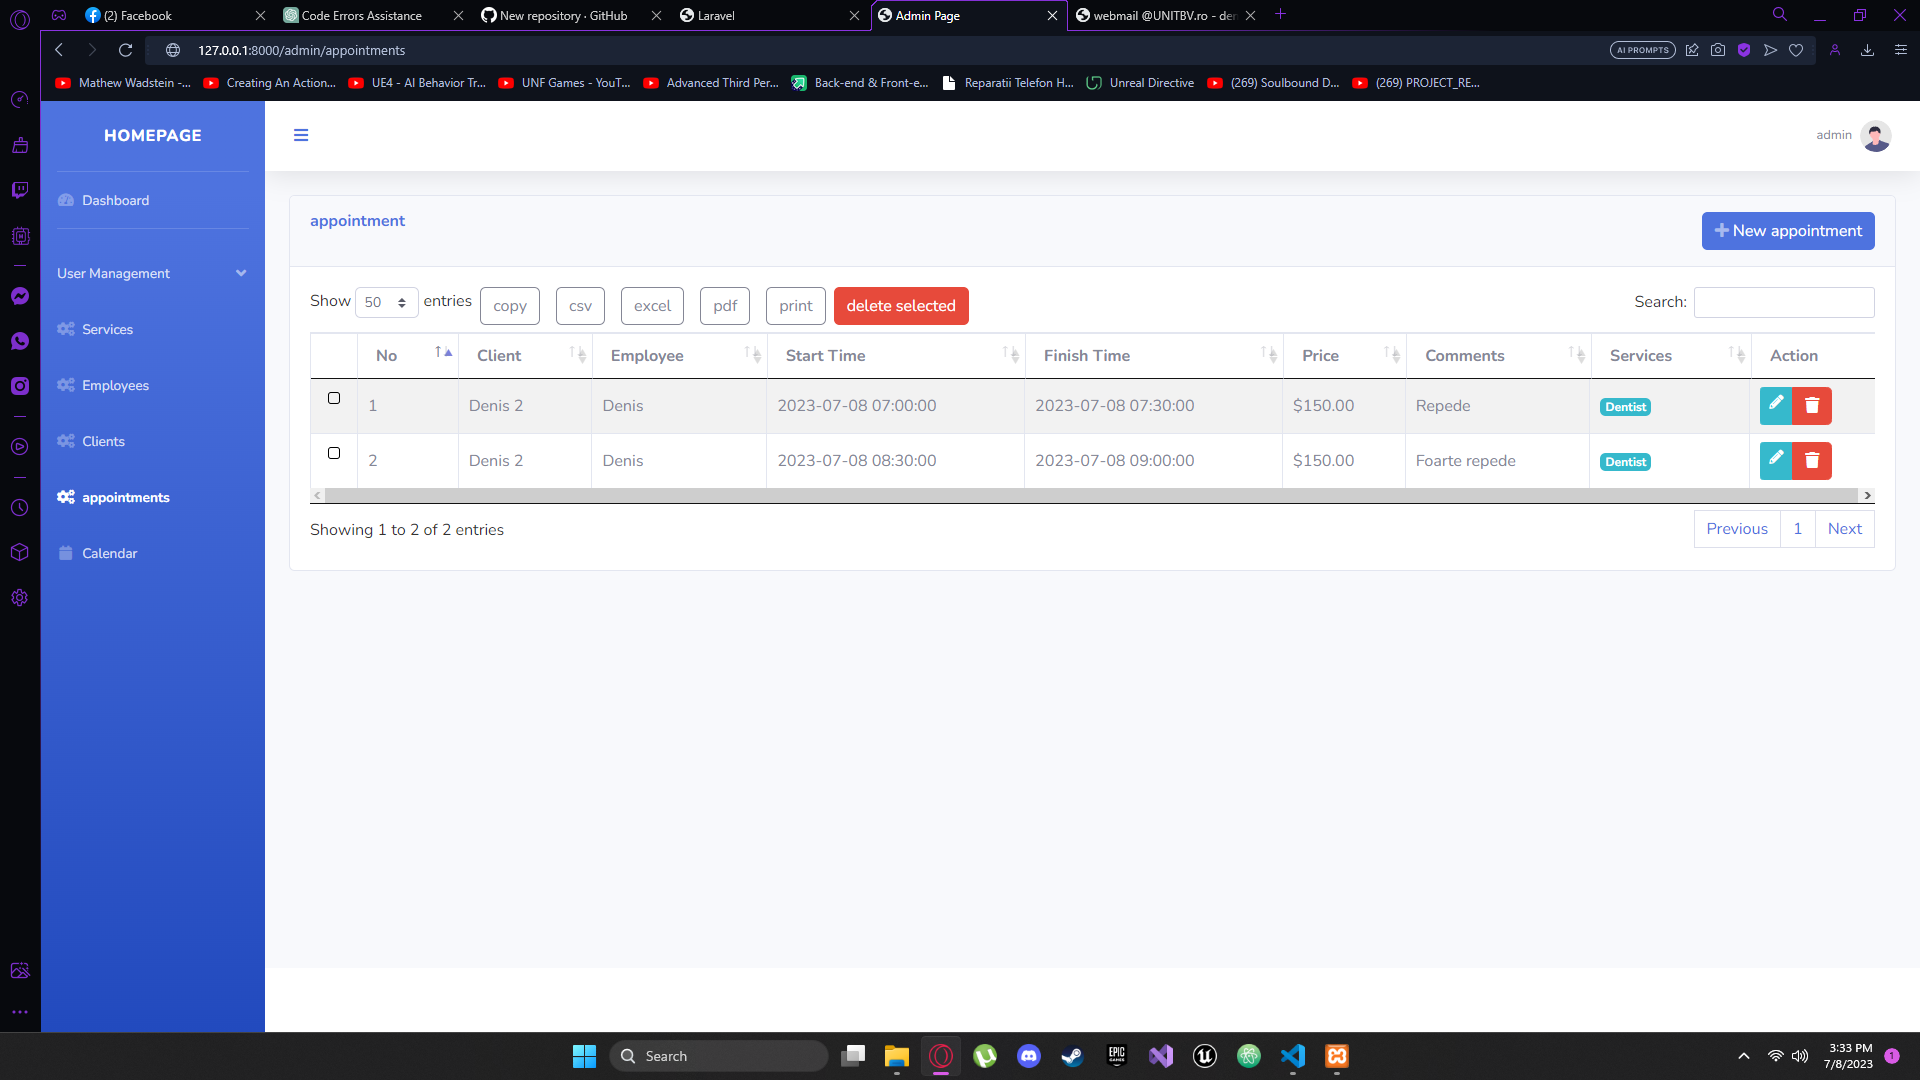 (2) Facebook
Code Errors Assistance
New repository · GitHub
Laravel
Admin Page
webmail @UNITBV.ro - der
127.0.0.1:8000/admin/appointments
AI PROMPTS
Mathew Wadstein -...
Creating An Action...
UE4 - AI Behavior Tr...
UNF Games - YouT...
Advanced Third Per...
Back-end & Front-e...
Reparatii Telefon H...
Unreal Directive
(269) Soulbound D...
(269) PROJECT_RE...
HOMEPAGE
admin
Dashboard
User Management
Services
Employees
Clients
appointments
Calendar
appointment
New appointment
Show 50 entries
copy
csv
excel
pdf
print
delete selected
Search:
No Client Employee Start Time Finish Time Price Comments Services Action
1 Denis 2 Denis 2023-07-08 07:00:00 2023-07-08 07:30:00 $150.00 Repede Dentist
2 Denis 2 Denis 2023-07-08 08:30:00 2023-07-08 09:00:00 $150.00 Foarte repede Dentist
Showing 1 to 2 of 2 entries
Previous 1 Next
Search
EPIC
GAMES
3:33 PM
7/8/2023
1